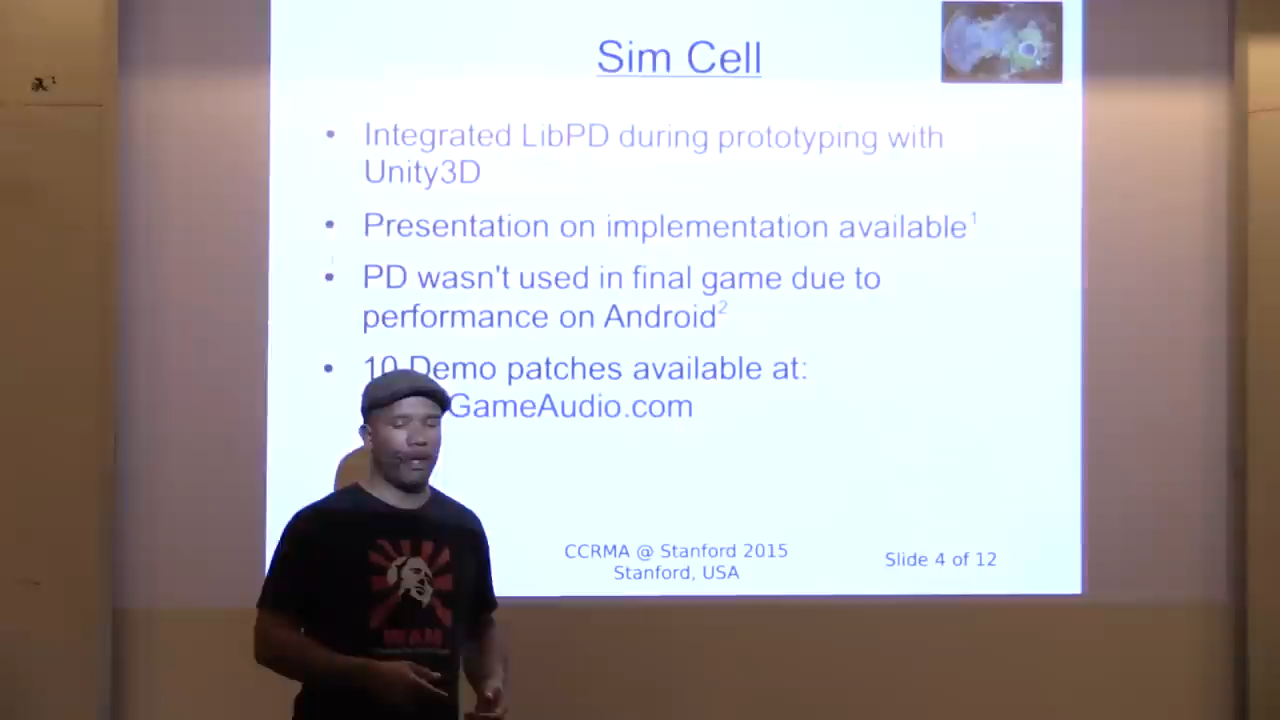 Sim Cell
• Integrated LibPD during prototyping with
Unity3D
• Presentation on implementation available1
• PD wasn't used in final game due to
performance on Android2
• 10 Demo patches available at:
GameAudio.com
CCRMA @ Stanford 2015
Stanford, USA
Slide 4 of 12